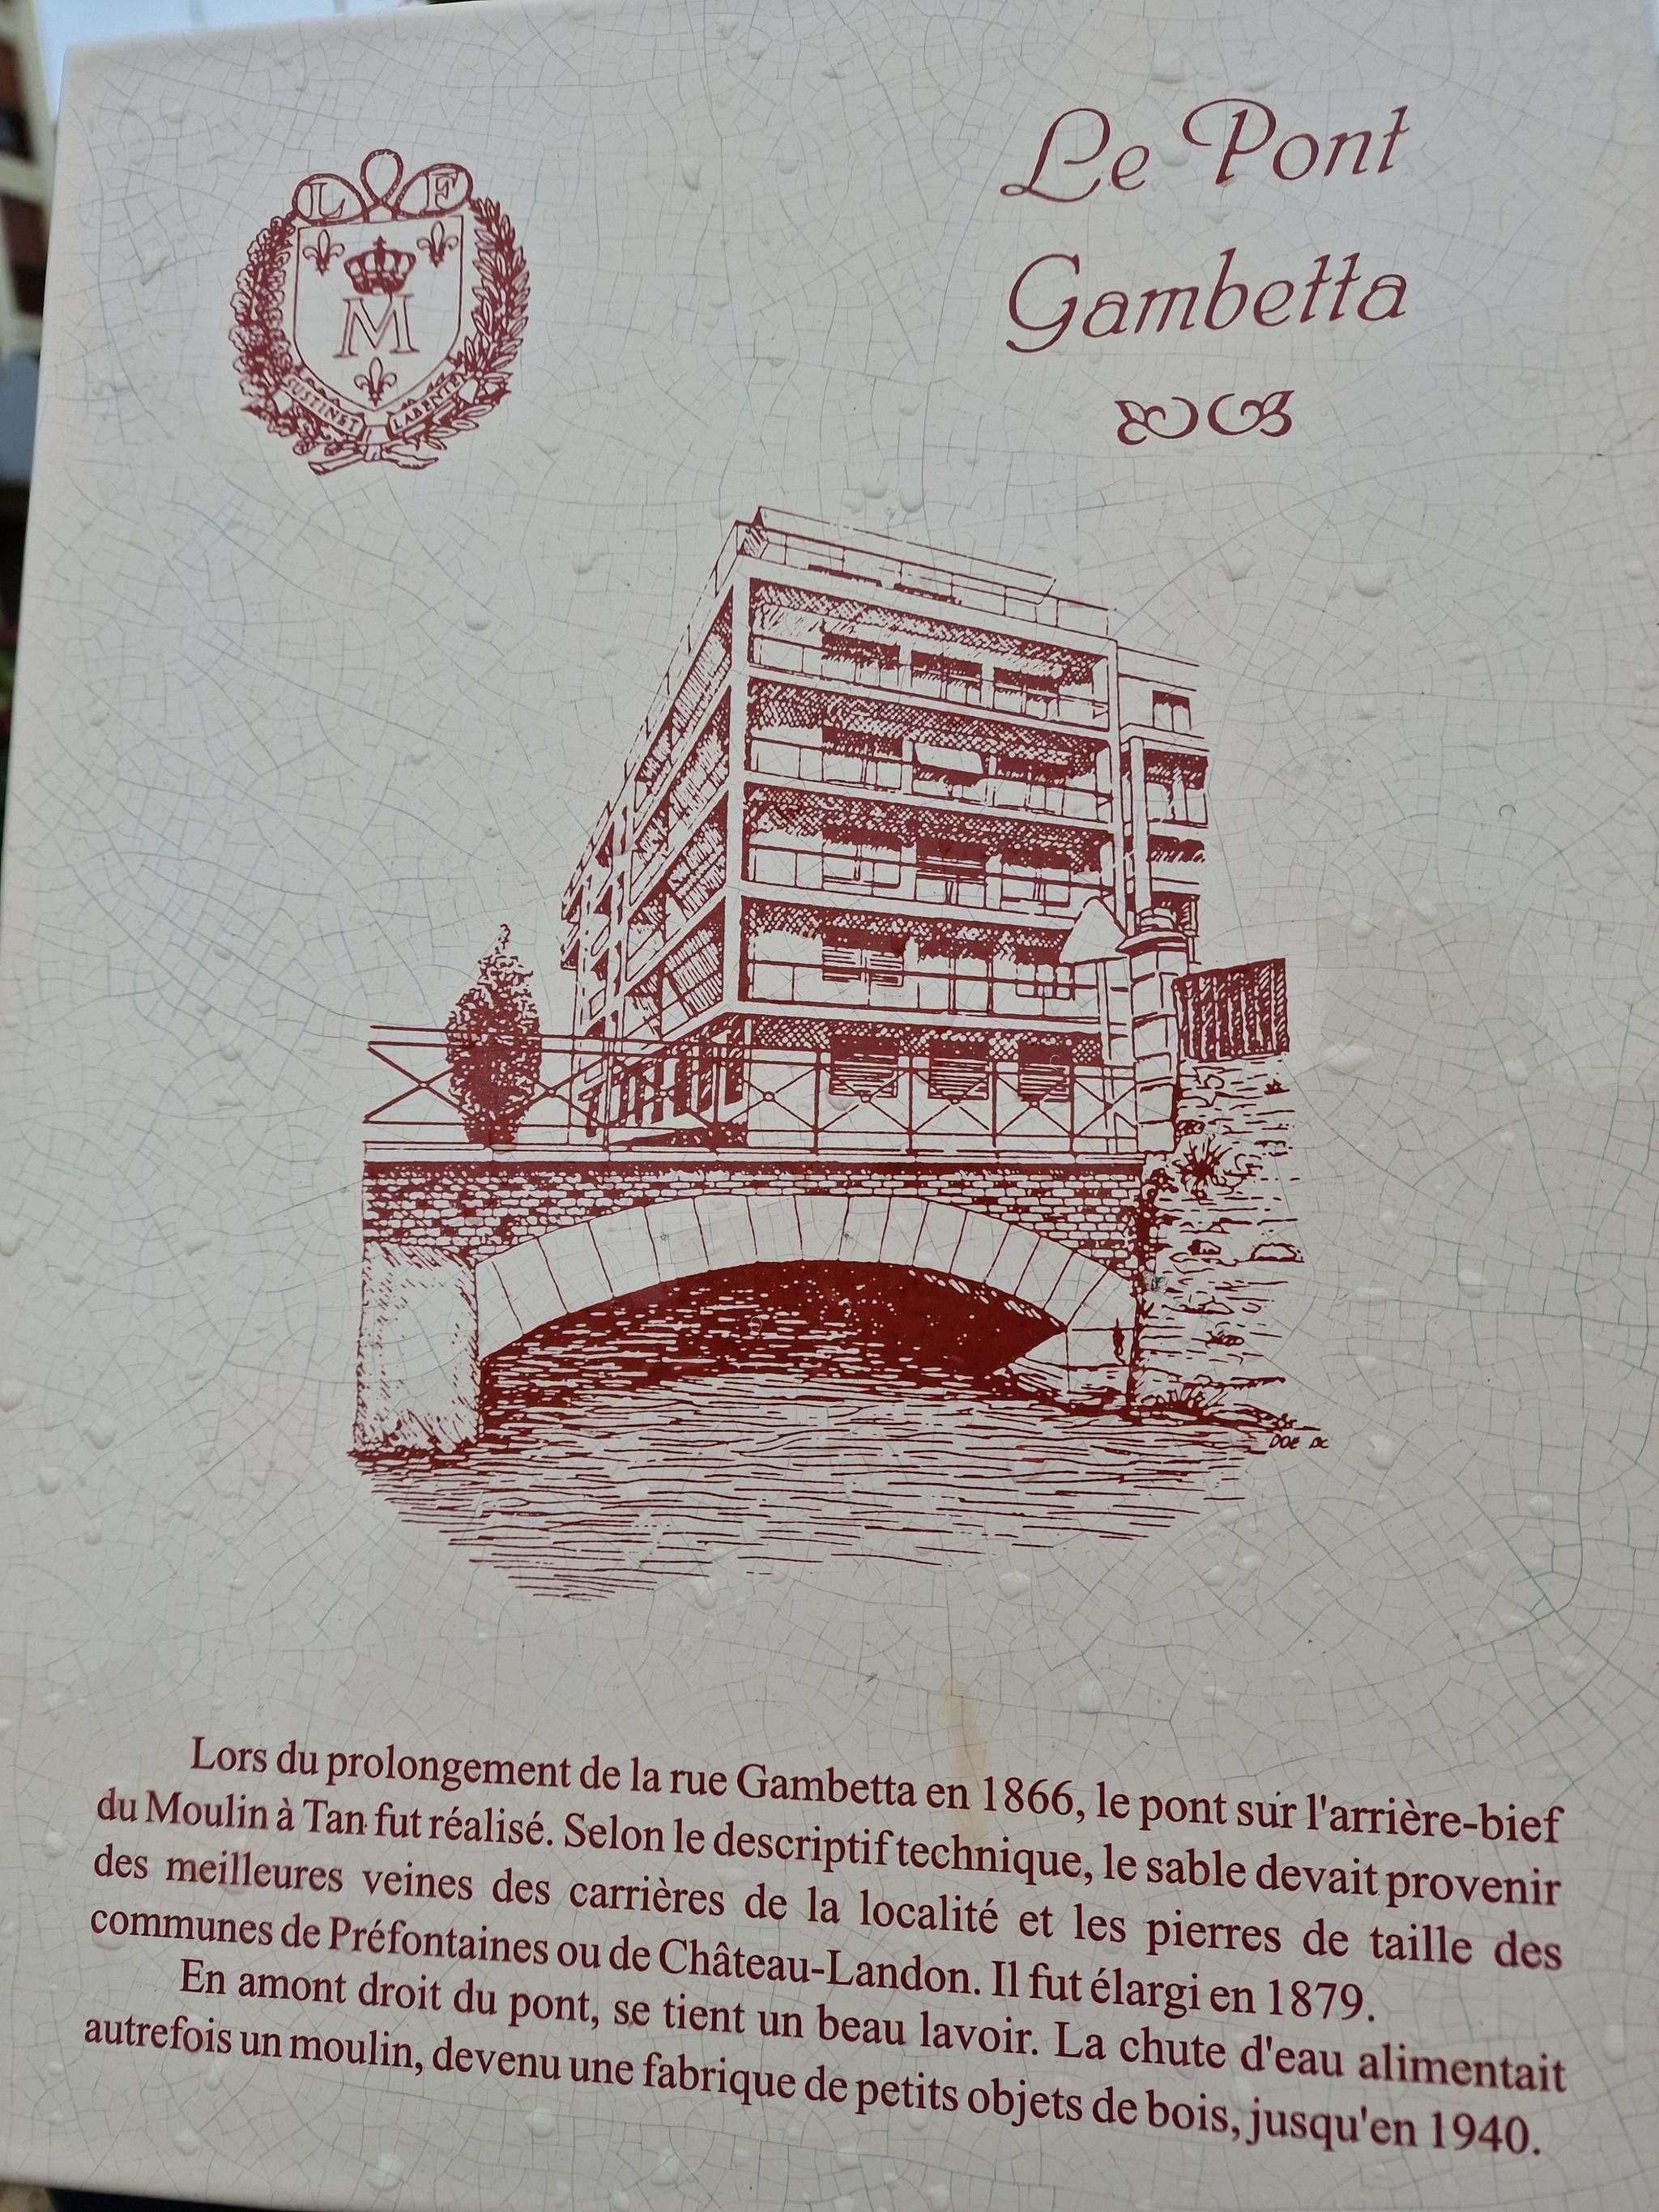 L F
M
SUSTINET LABENTEM
Le Pont
Gambetta
Lors du prolongement de la rue Gambetta en 1866, le pont sur l'arrière-bief
du Moulin à Tan fut réalisé. Selon le descriptif technique, le sable devait provenir
des meilleures veines des carrières de la localité et les pierres de taille des
communes de Préfontaines ou de Château-Landon. Il fut élargi en 1879.
En amont droit du pont, se tient un beau lavoir. La chute d'eau alimentait
autrefois un moulin, devenu une fabrique de petits objets de bois, jusqu'en 1940.